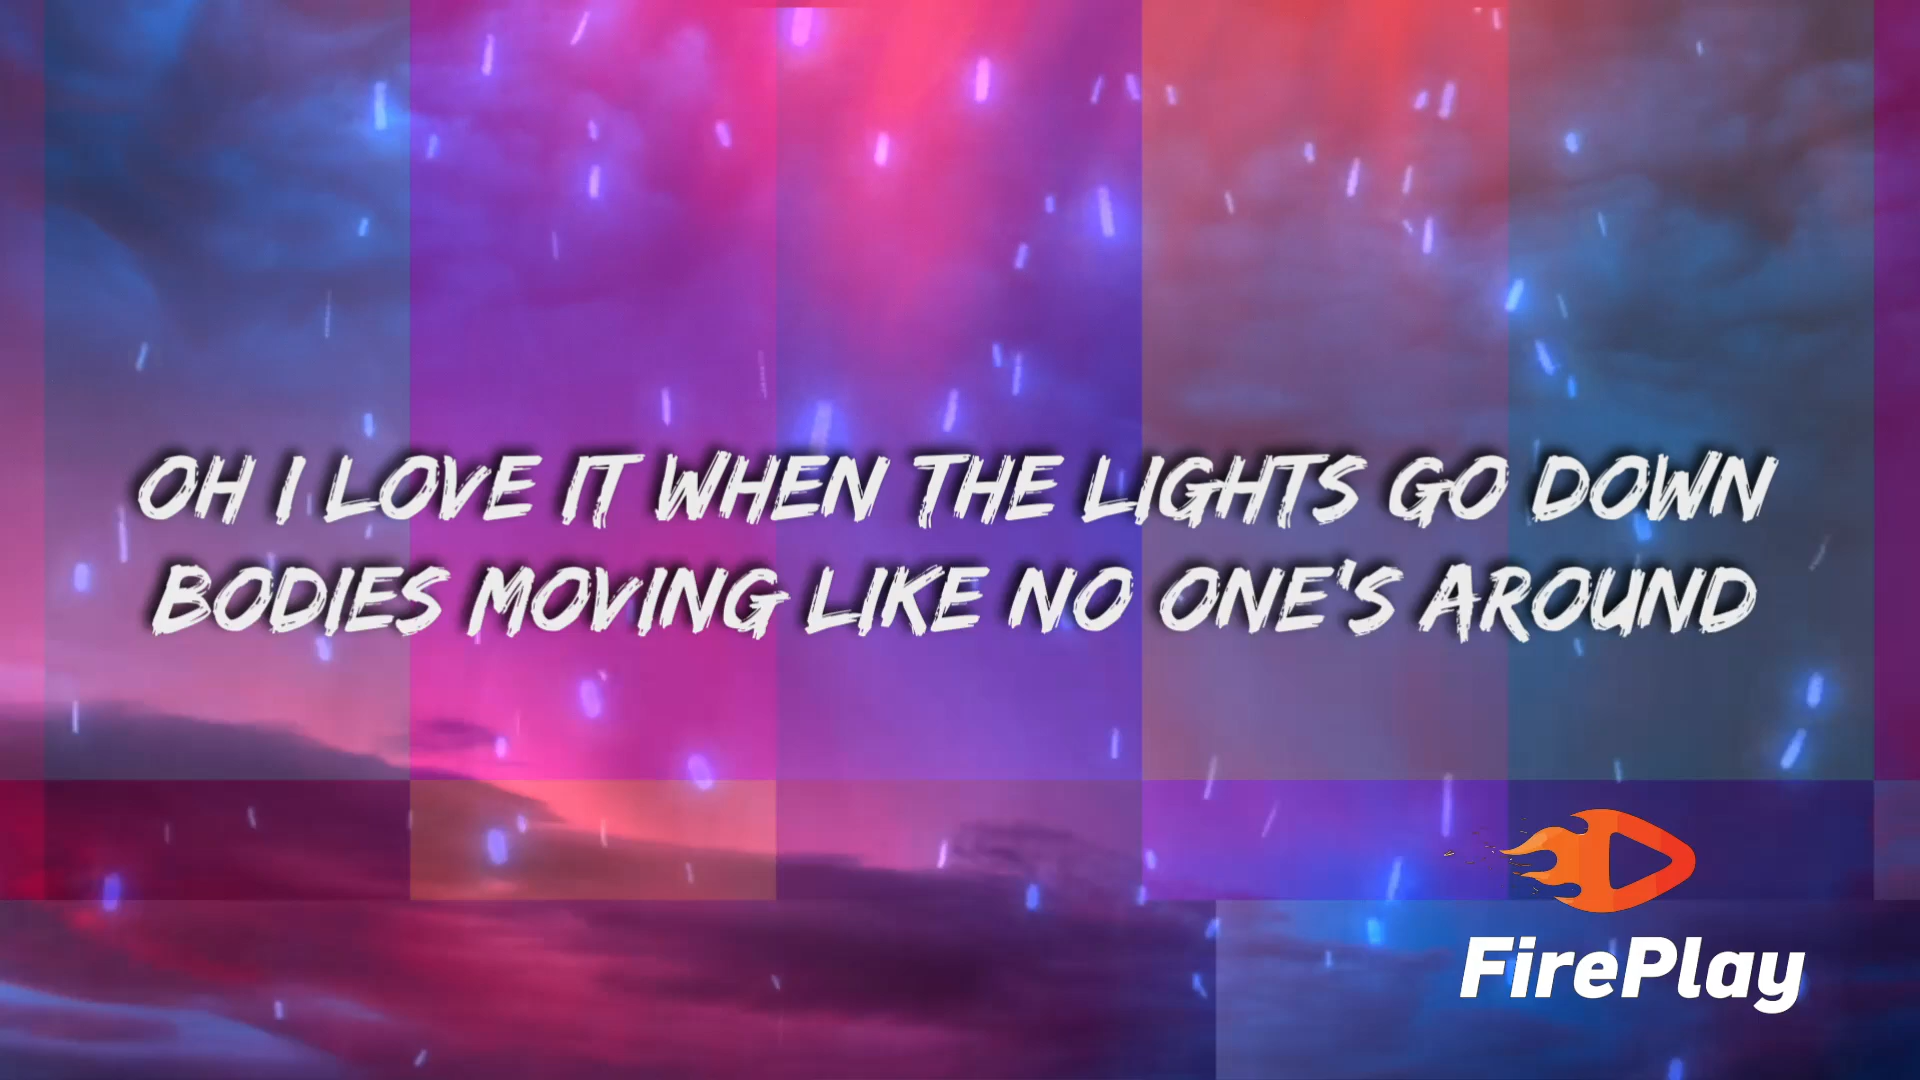 OH I LOVE IT WHEN THE LIGHTS GO DOWN
BODIES MOVING LIKE NO ONE'S AROUND
FirePlay